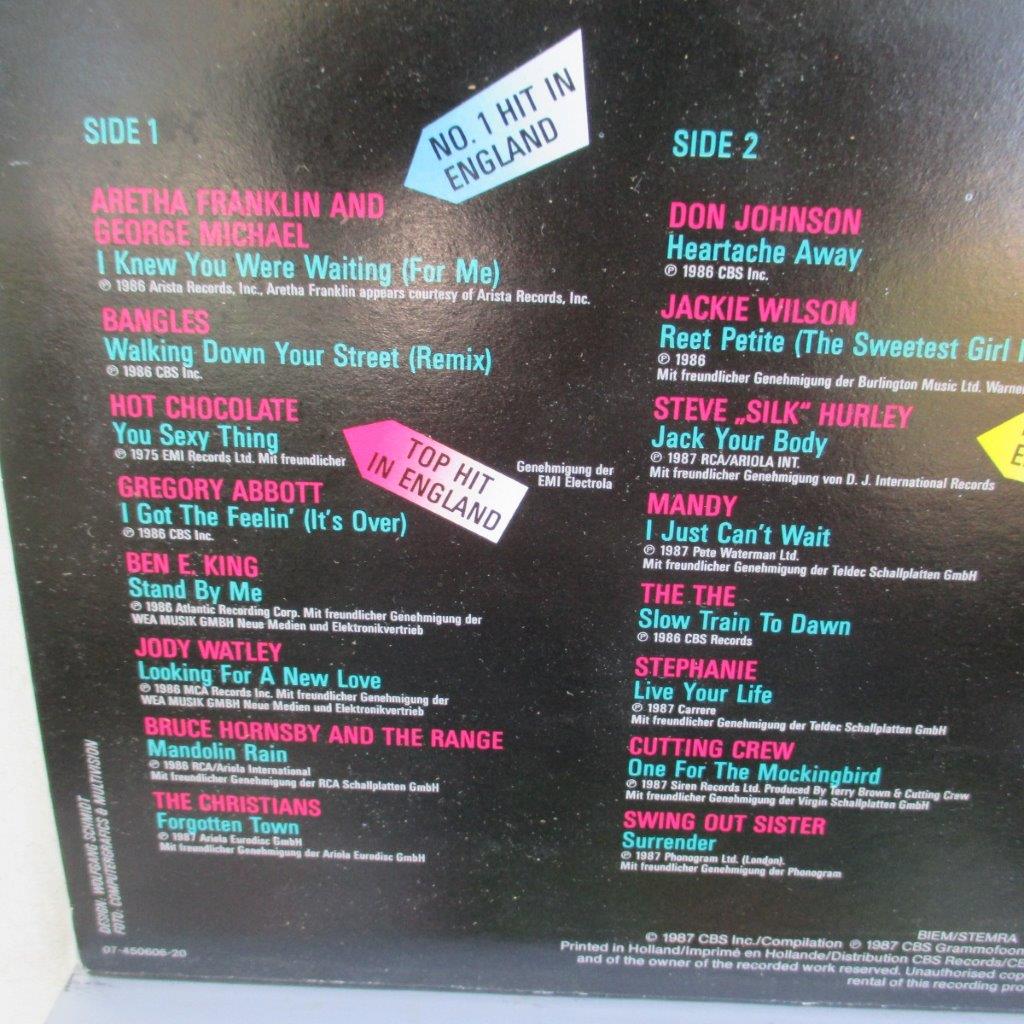 SIDE 1
NO. 1 HIT IN
ENGLAND
ARETHA FRANKLIN AND
GEORGE MICHAEL
I Knew You Were Waiting (For Me)
℗ 1986 Arista Records, Inc., Aretha Franklin appears courtesy of Arista Records, Inc.
BANGLES
Walking Down Your Street (Remix)
℗ 1986 CBS Inc.
HOT CHOCOLATE
You Sexy Thing
℗ 1975 EMI Records Ltd. Mit freundlicher
Genehmigung der
EMI Electrola
TOP HIT
IN ENGLAND
GREGORY ABBOTT
I Got The Feelin' (It's Over)
℗ 1986 CBS Inc.
BEN E. KING
Stand By Me
℗ 1986 Atlantic Recording Corp. Mit freundlicher Genehmigung der
WEA MUSIK GMBH Neue Medien und Elektronikvertrieb
JODY WATLEY
Looking For A New Love
℗ 1986 MCA Records Inc. Mit freundlicher Genehmigung der
WEA MUSIK GMBH Neue Medien und Elektronikvertrieb
BRUCE HORNSBY AND THE RANGE
Mandolin Rain
℗ 1986 RCA/Ariola International
Mit freundlicher Genehmigung der RCA Schallplatten GmbH
THE CHRISTIANS
Forgotten Town
℗ 1987 Ariola Eurodisc GmbH
Mit freundlicher Genehmigung der Ariola Eurodisc GmbH
SIDE 2
DON JOHNSON
Heartache Away
℗ 1986 CBS Inc.
JACKIE WILSON
Reet Petite (The Sweetest Girl
℗ 1986
Mit freundlicher Genehmigung der Burlington Music Ltd. Warne
STEVE „SILK“ HURLEY
Jack Your Body
℗ 1987 RCA/ARIOLA INT.
Mit freundlicher Genehmigung von D. J. International Records
MANDY
I Just Can't Wait
℗ 1987 Pete Waterman Ltd.
Mit freundlicher Genehmigung der Teldec Schallplatten GmbH
THE THE
Slow Train To Dawn
℗ 1986 CBS Records
STEPHANIE
Live Your Life
℗ 1987 Carrere
Mit freundlicher Genehmigung der Teldec Schallplatten GmbH
CUTTING CREW
One For The Mockingbird
℗ 1987 Siren Records Ltd. Produced By Terry Brown & Cutting Crew
Mit freundlicher Genehmigung der Virgin Schallplatten GmbH
SWING OUT SISTER
Surrender
℗ 1987 Phonogram Ltd. (London).
Mit freundlicher Genehmigung der Phonogram
DESIGN: WOLFGANG SCHMIDT
FOTO: COMPUTERGRAFICS & MULTIVISION
07-450606-20
BIEM/STEMRA
© 1987 CBS Inc./Compilation ℗ 1987 CBS Grammofoon
Printed in Holland/Imprimé en Hollande/Distribution CBS Records/CB
and of the owner of the recorded work reserved. Unauthorised cop
rental of this recording pro